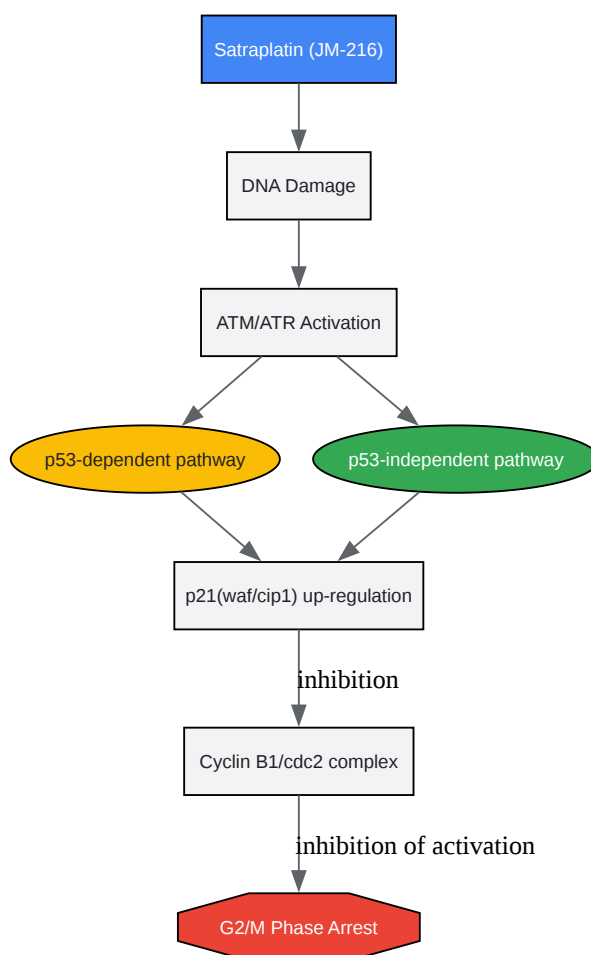 Satraplatin (JM-216)
DNA Damage
ATM/ATR Activation
p53-dependent pathway
p53-independent pathway
p21(waf/cip1) up-regulation
inhibition
Cyclin B1/cdc2 complex
inhibition of activation
G2/M Phase Arrest